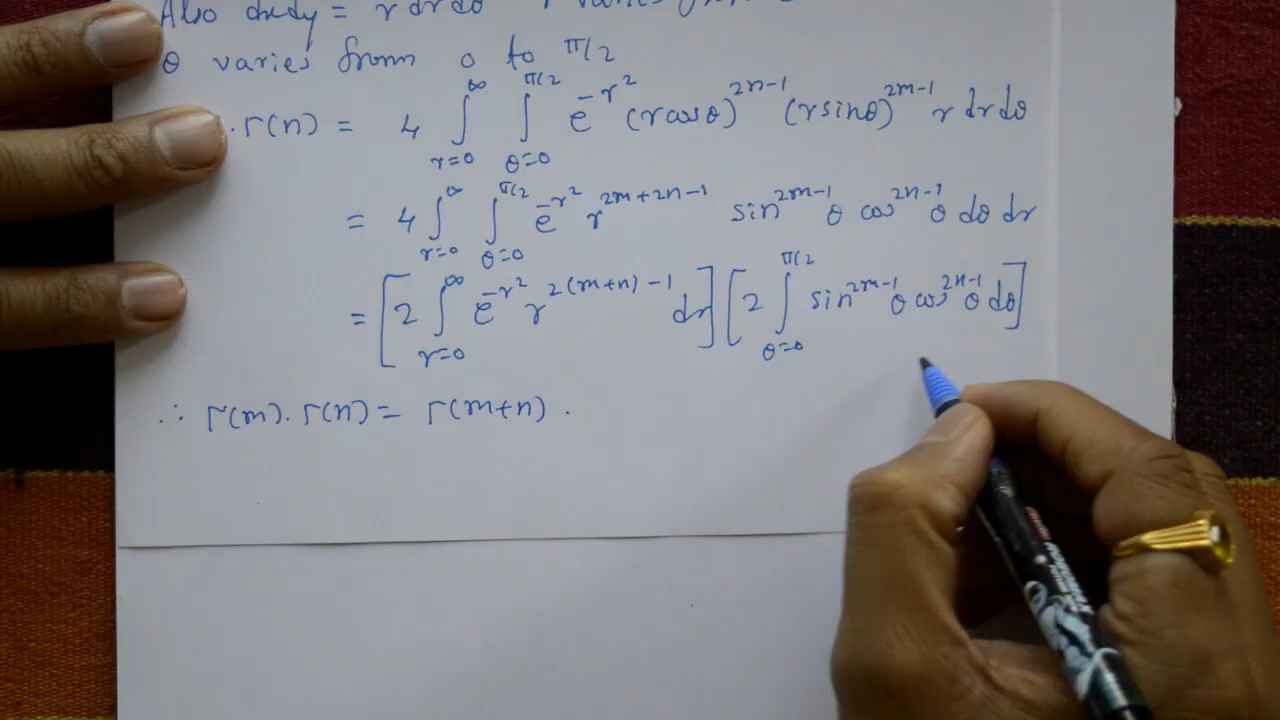 Also dxdy = r dr dθ r varies
θ varies from 0 to π/2
. Γ(n) = 4 ∫_{r=0}^{∞} ∫_{θ=0}^{π/2} e^{-r^2} (r cosθ)^{2n-1} (r sinθ)^{2m-1} r dr dθ
= 4 ∫_{r=0}^{∞} ∫_{θ=0}^{π/2} e^{-r^2} r^{2m+2n-1} sin^{2m-1}θ cos^{2n-1}θ dθ dr
= [2 ∫_{r=0}^{∞} e^{-r^2} r^{2(m+n)-1} dr] [2 ∫_{θ=0}^{π/2} sin^{2m-1}θ cos^{2n-1}θ dθ]
∴ Γ(m). Γ(n) = Γ(m+n) .